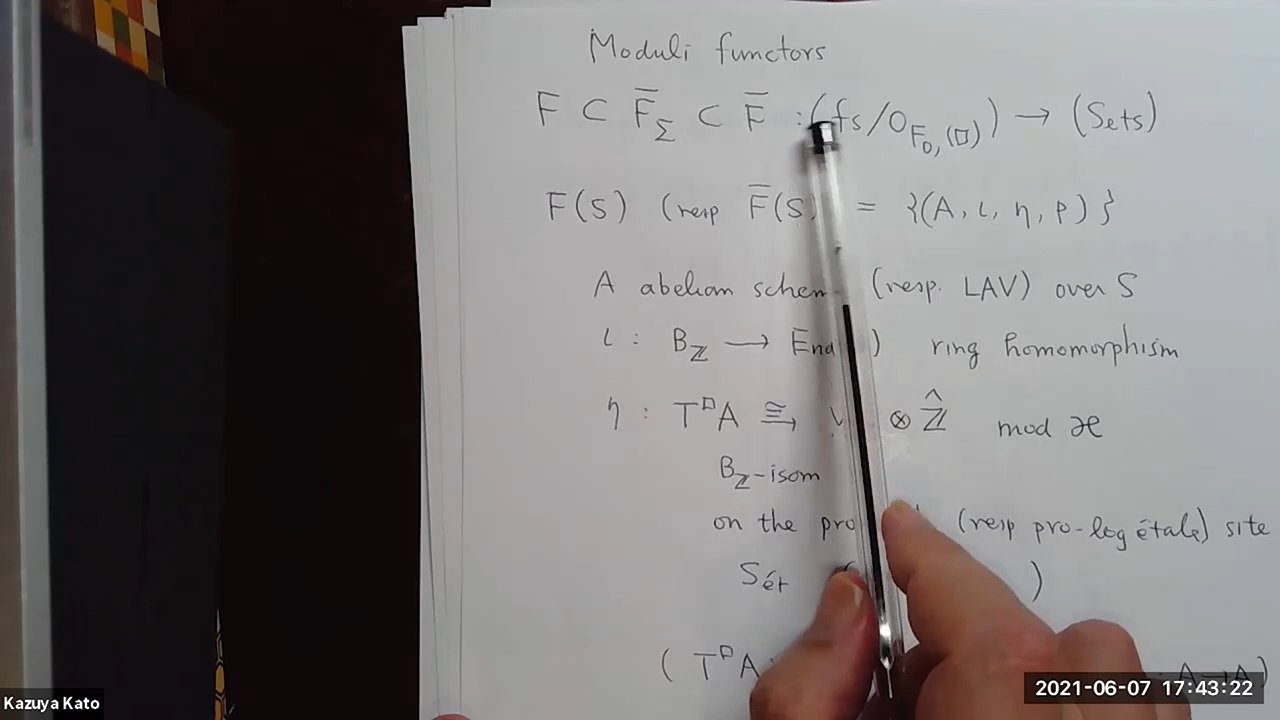 Moduli functors
F ⊂ F̄_Σ ⊂ F̄ : (fs/O_{F₀,(□)}) → (Sets)
F(S) (resp F̄(S) = {(A, ι, η, p)}
A abelian schem (resp. LAV) over S
ι : B_ℤ → End ) ring homomorphism
η : T^□A ≅→ ⊗ ℤ̂ mod æ
B_ℤ-isom
on the pro (resp pro-log étale) site
S_ét )
( T^□A A→A )
Kazuya Kato
2021-06-07 17:43:22